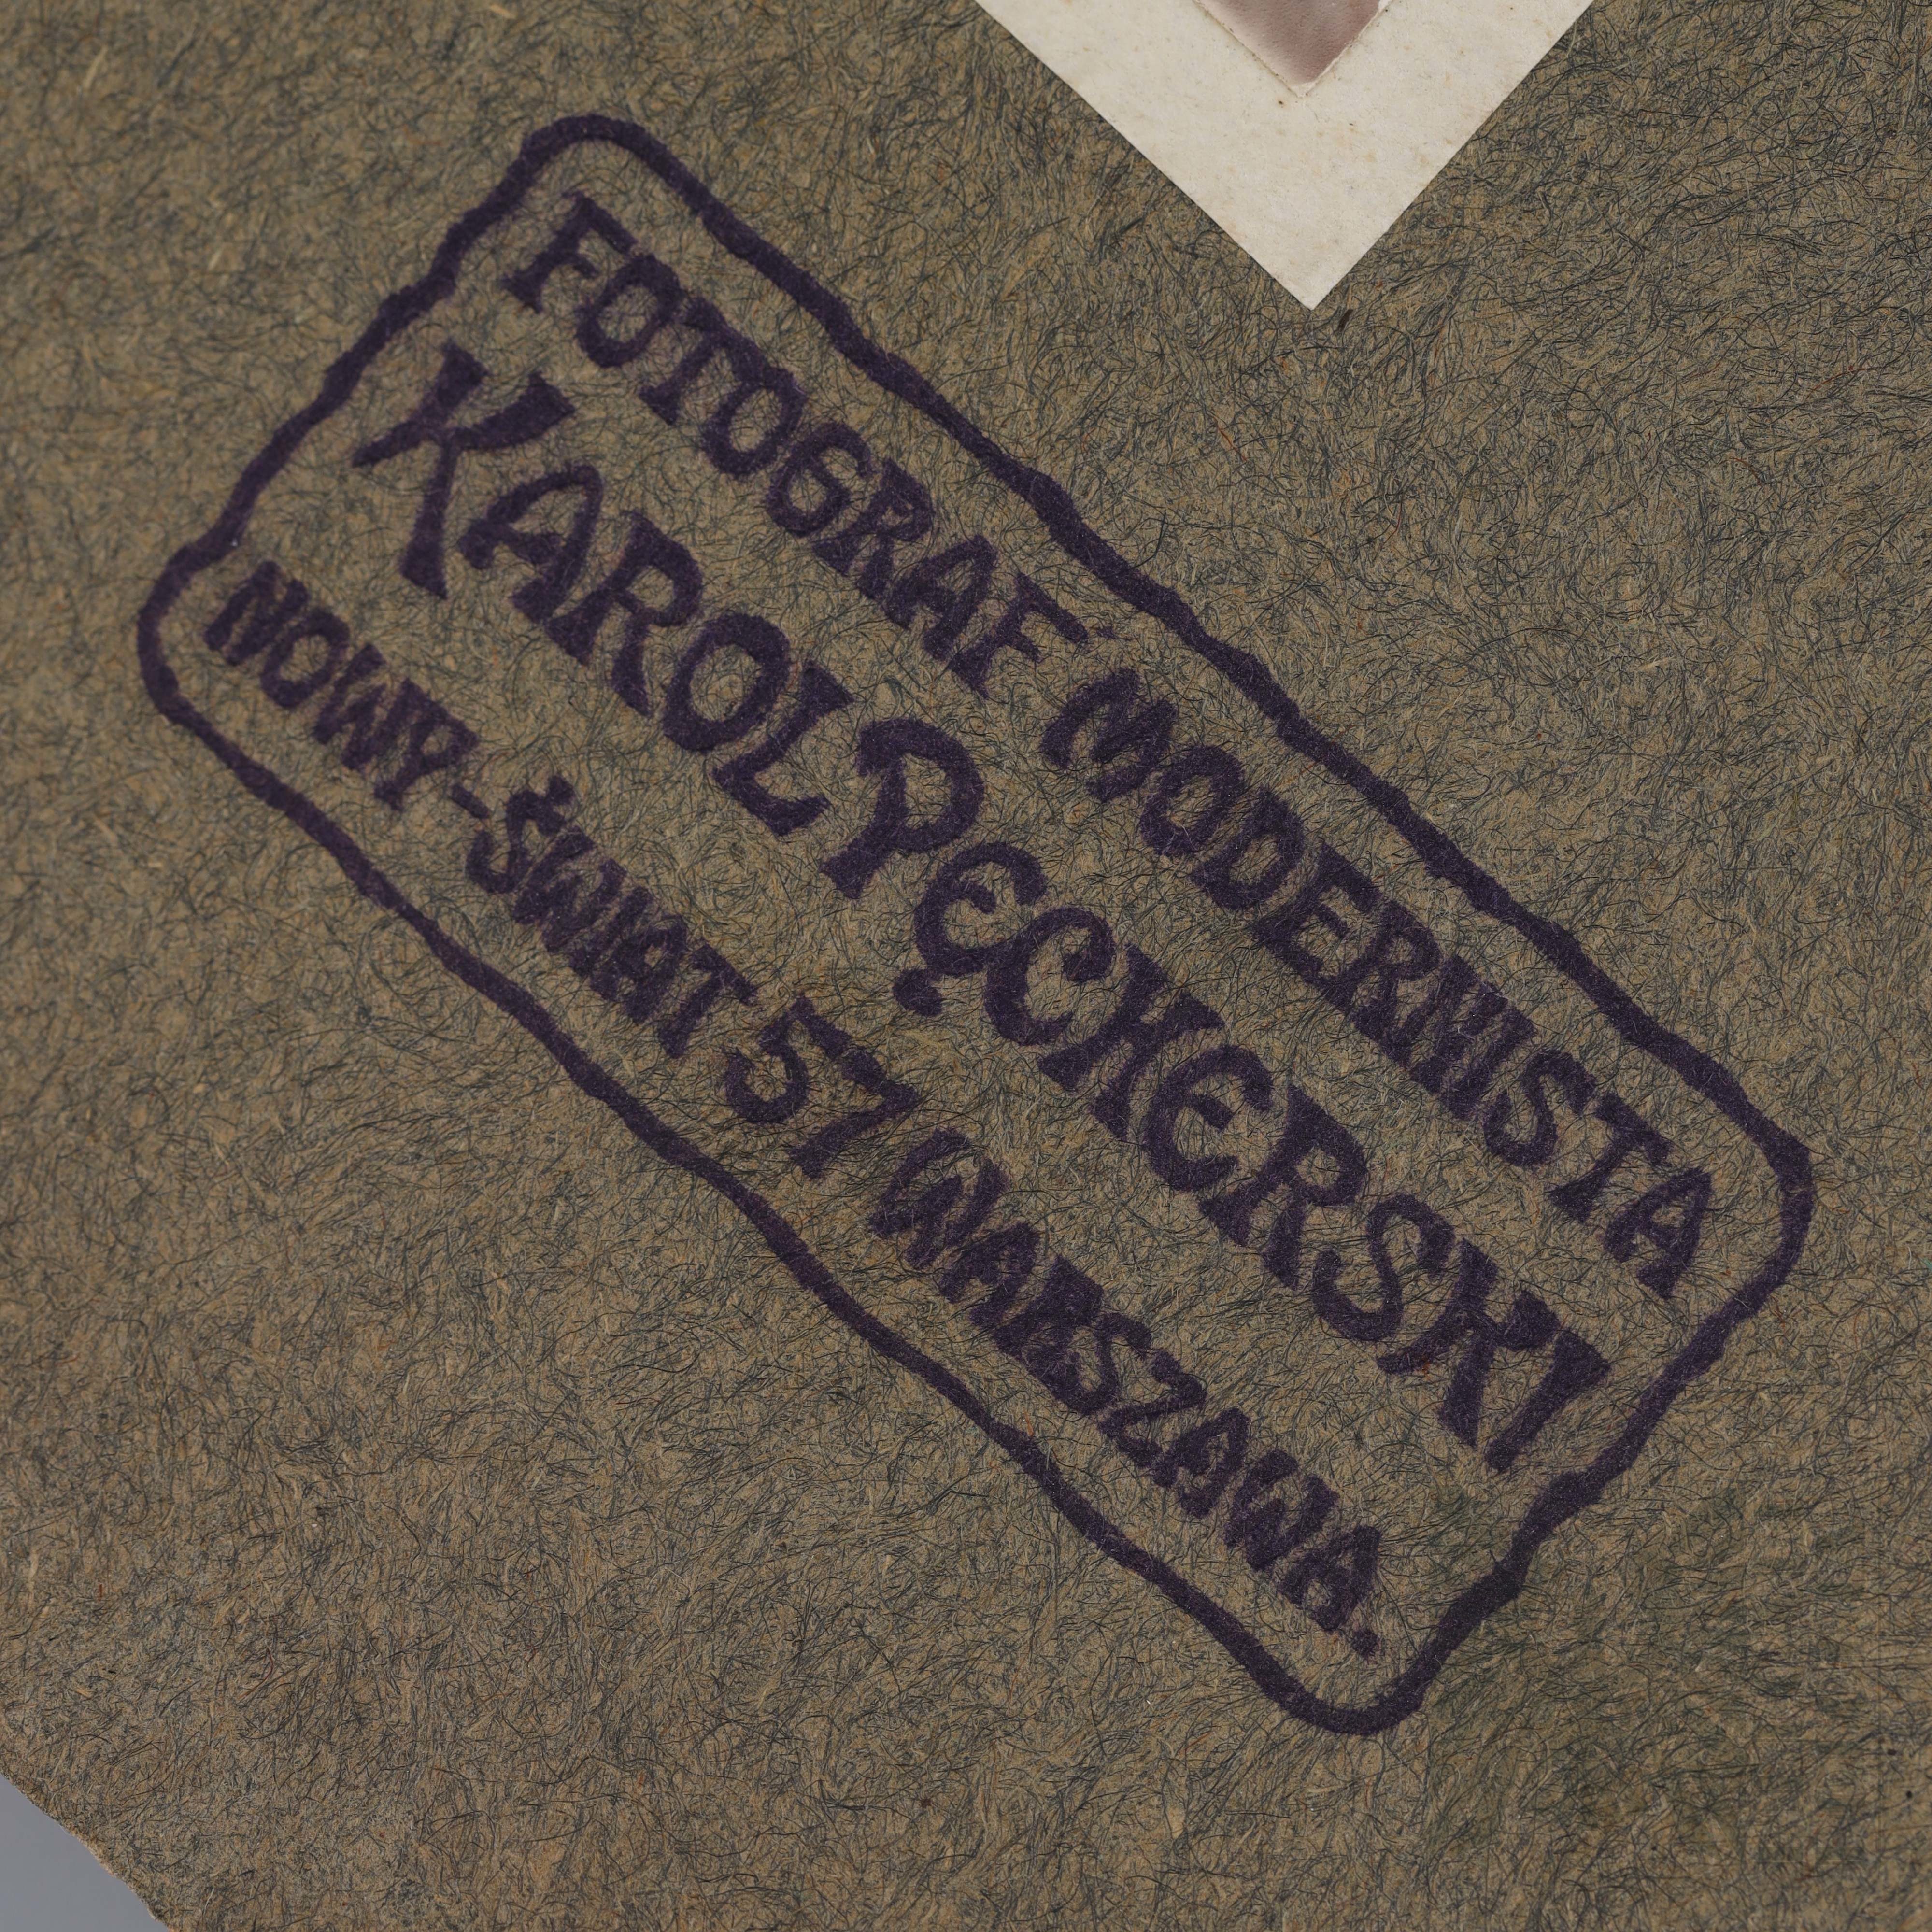 FOTOGRAF MODERNISTA
KAROL PĘCHERSKI
NOWY-ŚWIAT 57 WARSZAWA.